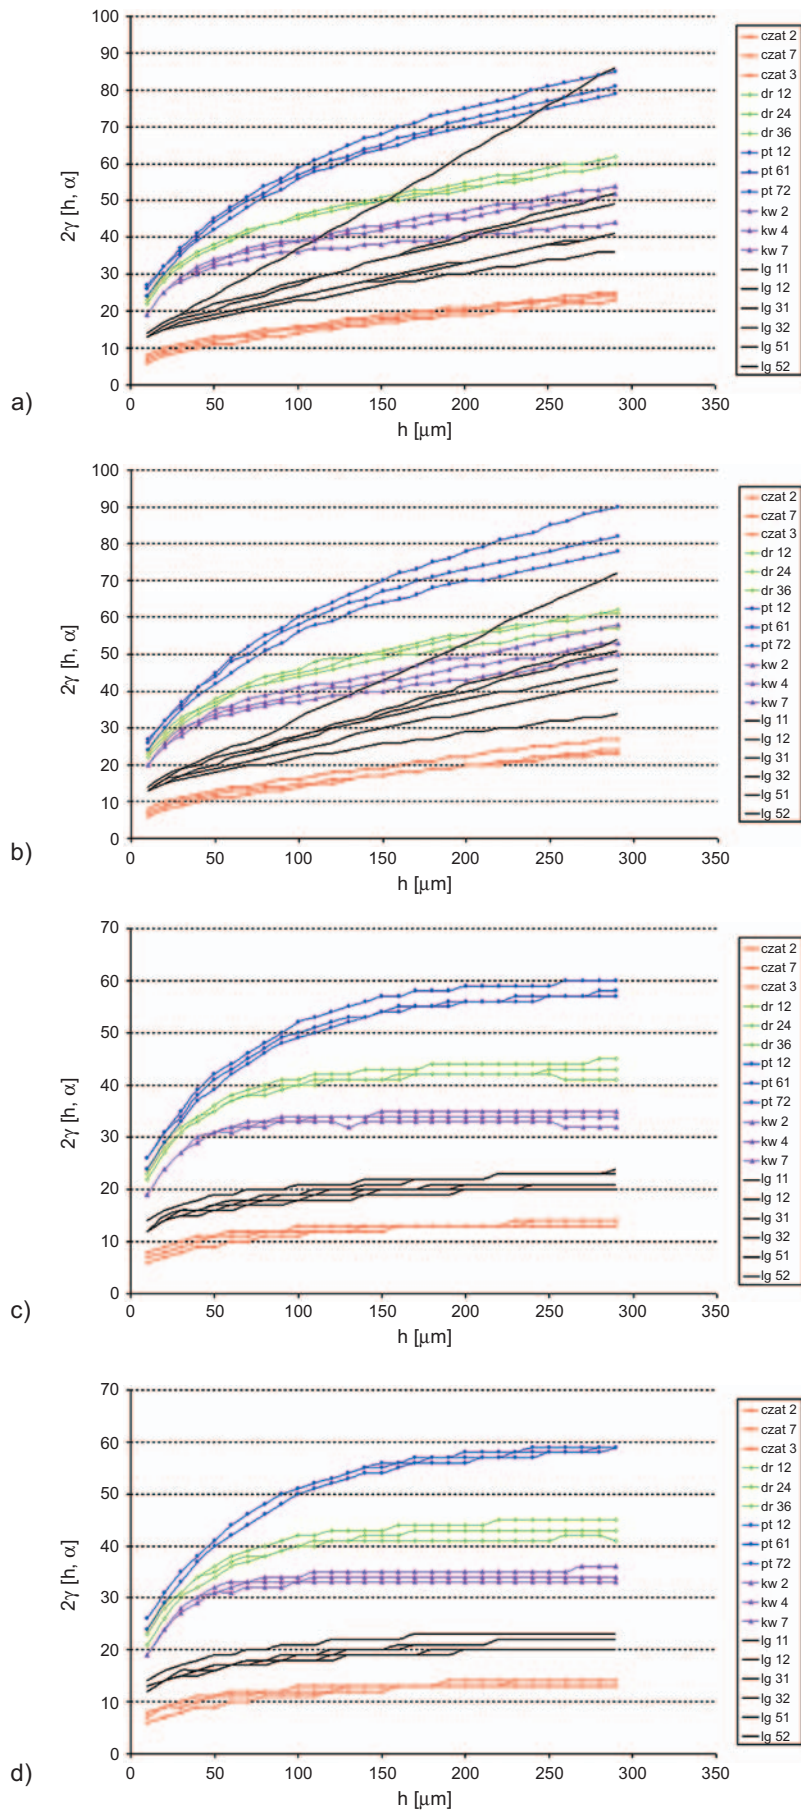 100
90
80
70
60
50
40
30
20
10
0
2γ [h, α]
0 50 100 150 200 250 300 350
h [μm]
a)
czat 2
czat 7
czat 3
dr 12
dr 24
dr 36
pt 12
pt 61
pt 72
kw 2
kw 4
kw 7
lg 11
lg 12
lg 31
lg 32
lg 51
lg 52
100
90
80
70
60
50
40
30
20
10
0
2γ [h, α]
0 50 100 150 200 250 300 350
h [μm]
b)
czat 2
czat 7
czat 3
dr 12
dr 24
dr 36
pt 12
pt 61
pt 72
kw 2
kw 4
kw 7
lg 11
lg 12
lg 31
lg 32
lg 51
lg 52
70
60
50
40
30
20
10
0
2γ [h, α]
0 50 100 150 200 250 300 350
h [μm]
c)
czat 2
czat 7
czat 3
dr 12
dr 24
dr 36
pt 12
pt 61
pt 72
kw 2
kw 4
kw 7
lg 11
lg 12
lg 31
lg 32
lg 51
lg 52
70
60
50
40
30
20
10
0
2γ [h, α]
0 50 100 150 200 250 300 350
h [μm]
d)
czat 2
czat 7
czat 3
dr 12
dr 24
dr 36
pt 12
pt 61
pt 72
kw 2
kw 4
kw 7
lg 11
lg 12
lg 31
lg 32
lg 51
lg 52